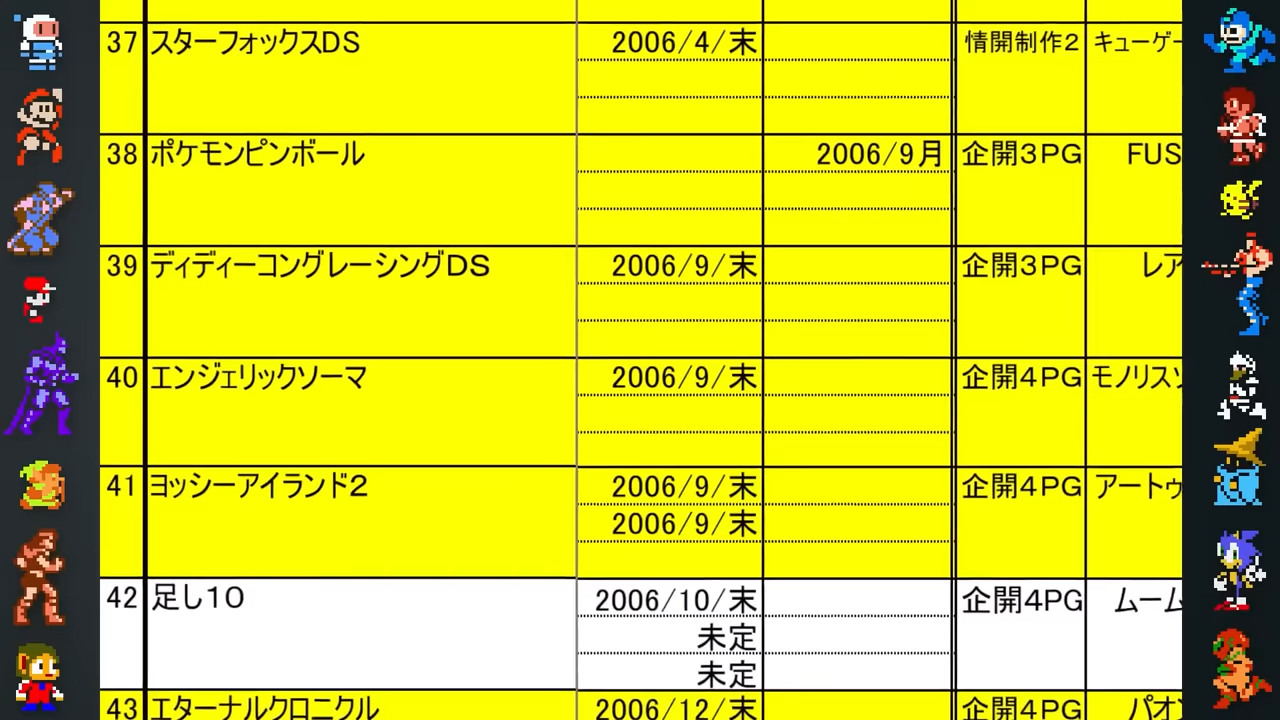 37 スターフォックスDS 2006/4/末 情開制作2 キューゲー
38 ポケモンピンボール 2006/9月 企開3PG FUS
39 ディディーコングレーシングDS 2006/9/末 企開3PG レア
40 エンジェリックソーマ 2006/9/末 企開4PG モノリスソ
41 ヨッシーアイランド2 2006/9/末 企開4PG アートゥ
2006/9/末
42 足し10 2006/10/末 企開4PG ムーム
未定
未定
43 エターナルクロニクル 2006/12/末 企開4PG パオン